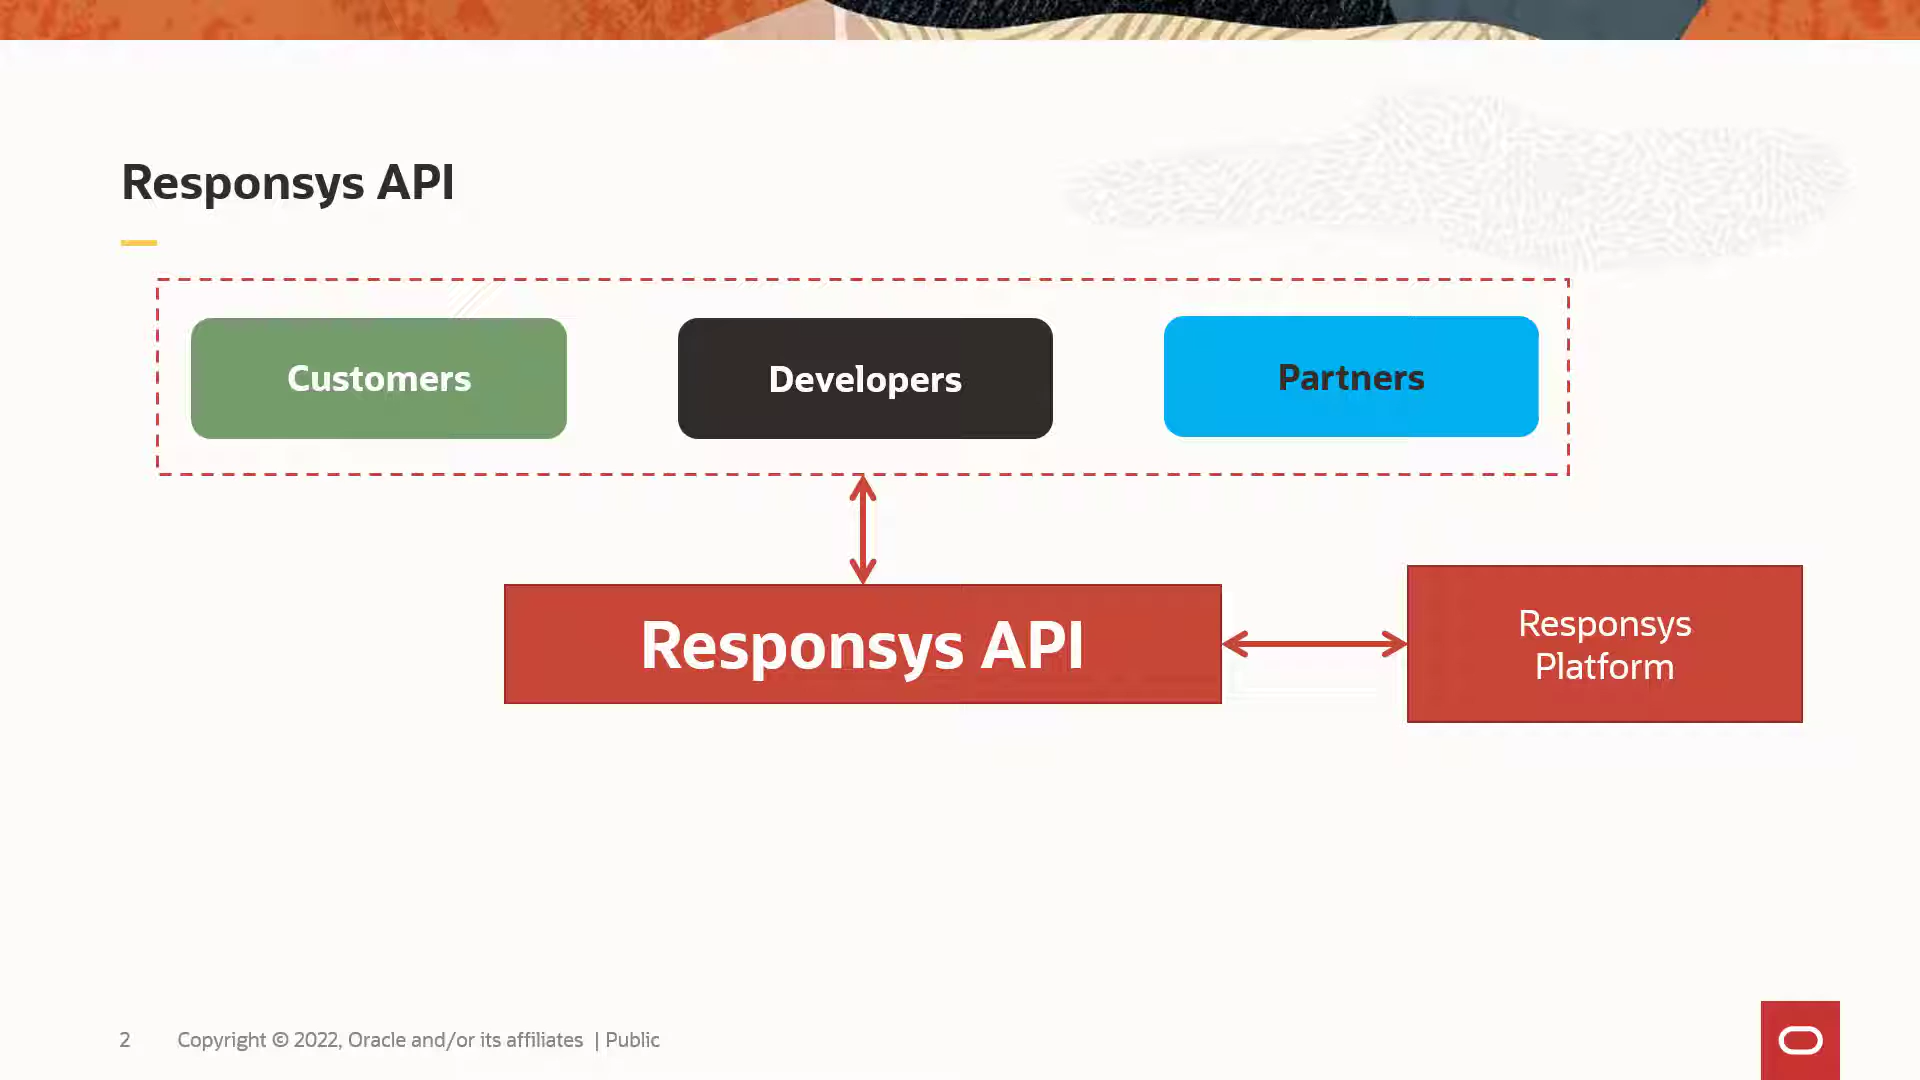 Responsys API
Customers
Developers
Partners
Responsys API
Responsys
Platform
2 Copyright © 2022, Oracle and/or its affiliates | Public